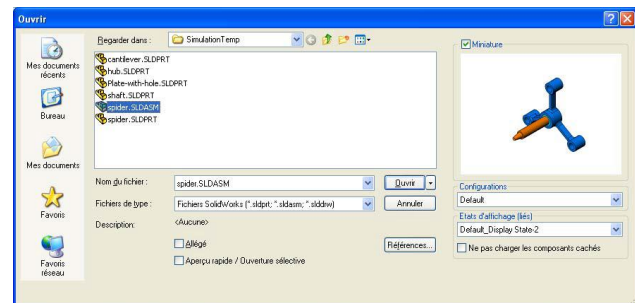 Ouvrir
Regarder dans :
SimulationTemp
Mes documents
récents
Bureau
Mes documents
Favoris
Favoris
réseau
cantilever.SLDPRT
hub.SLDPRT
Plate-with-hole.SLDPRT
shaft.SLDPRT
spider.SLDASM
spider.SLDPRT
Nom du fichier :
spider.SLDASM
Ouvrir
Fichiers de type :
Fichiers SolidWorks (*.sldprt; *.sldasm; *.slddrw)
Annuler
Description:
<Aucune>
Allégé
Références...
Aperçu rapide / Ouverture sélective
Miniature
Configurations
Default
Etats d'affichage (liés)
Default_Display State-2
Ne pas charger les composants cachés